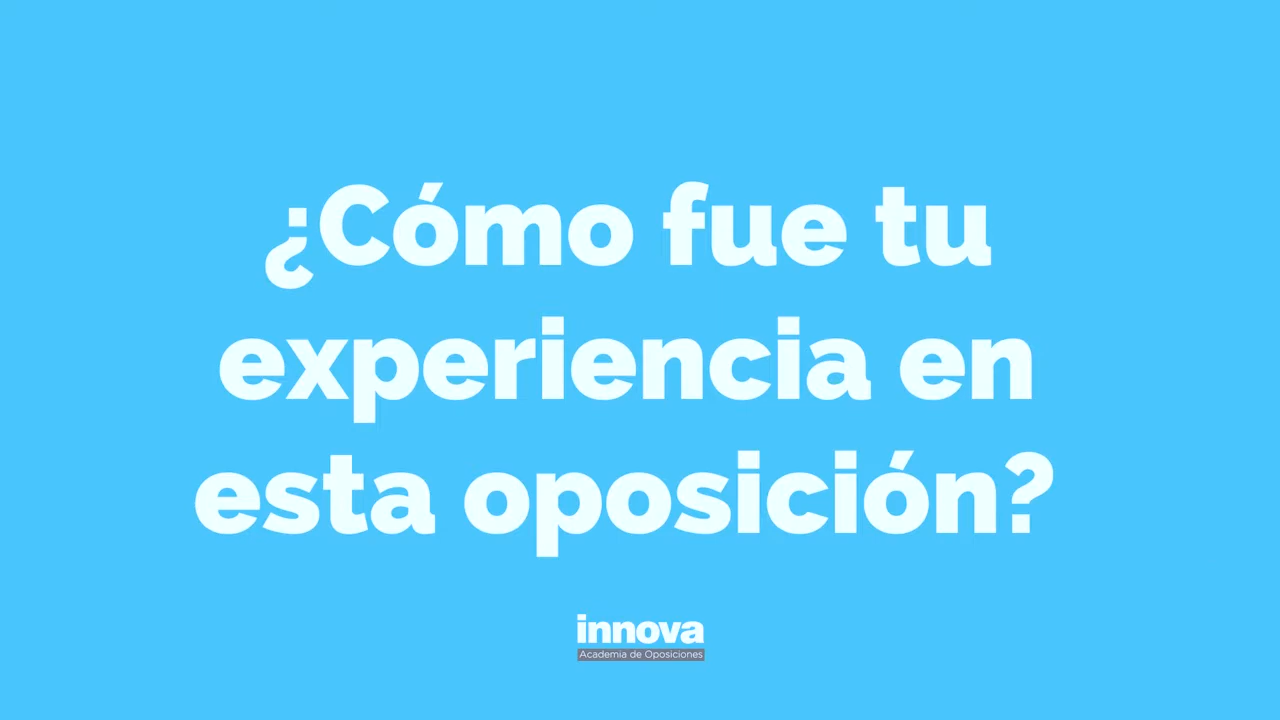 ¿Cómo fue tu
experiencia en
esta oposición?
innova
Academia de Oposiciones